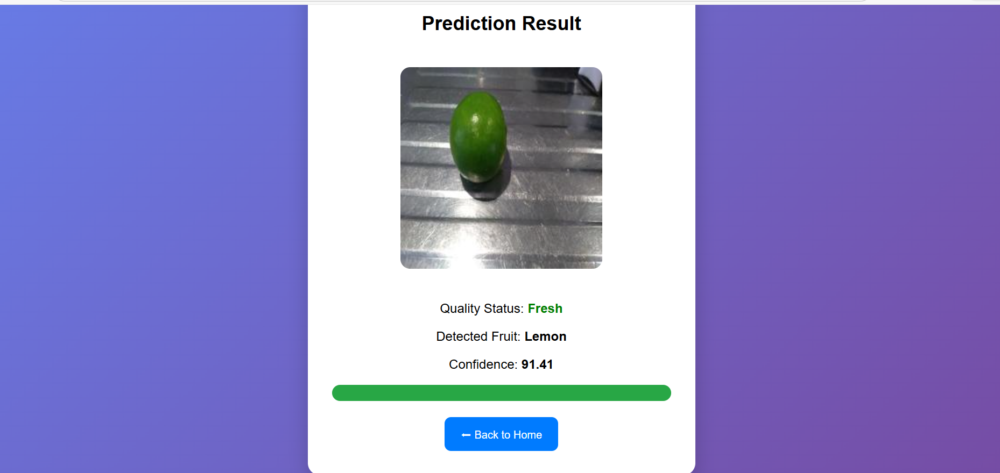 Prediction Result
Quality Status: Fresh
Detected Fruit: Lemon
Confidence: 91.41
← Back to Home